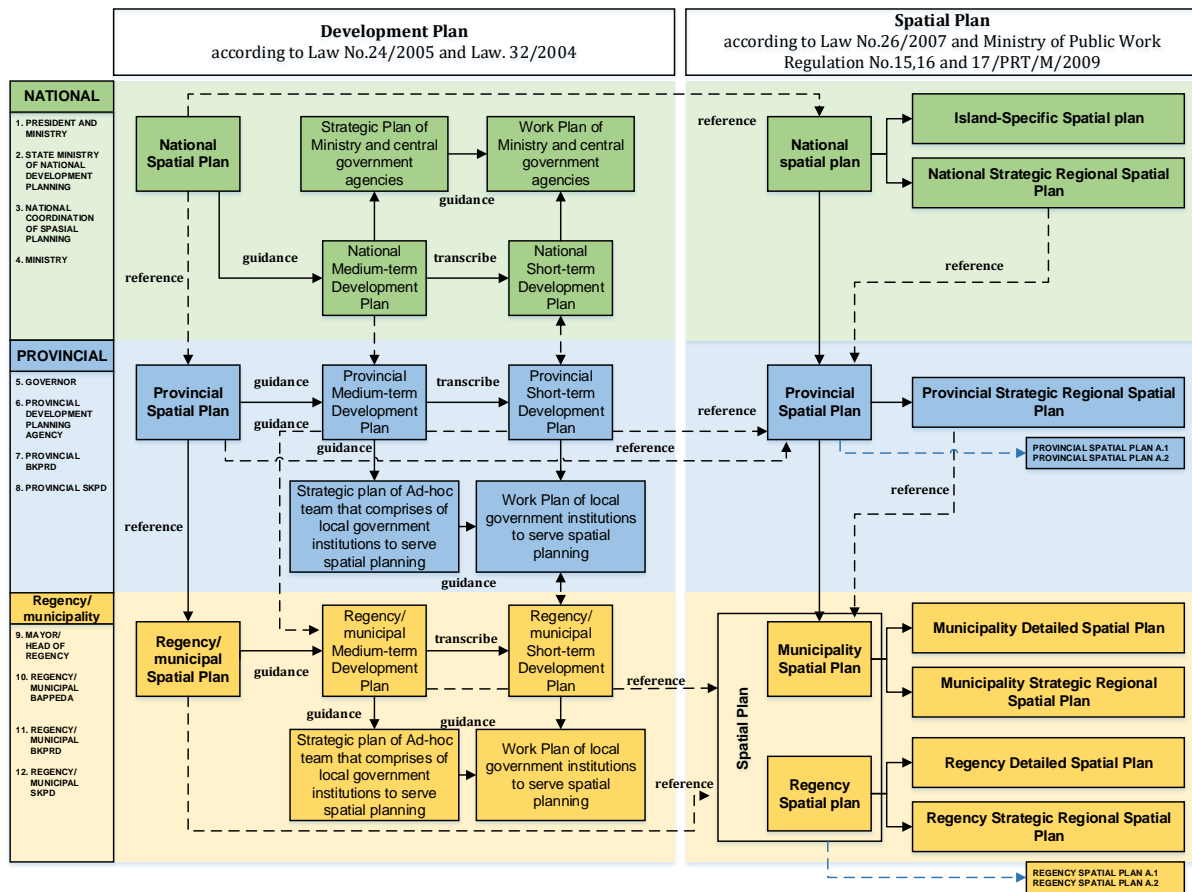 Development Plan
according to Law No.24/2005 and Law. 32/2004
Spatial Plan
according to Law No.26/2007 and Ministry of Public Work
Regulation No.15,16 and 17/PRT/M/2009
NATIONAL
1. PRESIDENT AND
MINISTRY
2. STATE MINISTRY
OF NATIONAL
DEVELOPMENT
PLANNING
3. NATIONAL
COORDINATION
OF SPASIAL
PLANNING
4. MINISTRY
National
Spatial Plan
Strategic Plan of
Ministry and central
government
agencies
Work Plan of
Ministry and central
government
agencies
guidance
guidance
National
Medium-term
Development
Plan
transcribe
National
Short-term
Development
Plan
reference
reference
National
spatial plan
Island-Specific Spatial plan
National Strategic Regional Spatial
Plan
reference
PROVINCIAL
5. GOVERNOR
6. PROVINCIAL
DEVELOPMENT
PLANNING
AGENCY
7. PROVINCIAL
BKPRD
8. PROVINCIAL SKPD
Provincial
Spatial Plan
guidance
Provincial
Medium-term
Development
Plan
transcribe
Provincial
Short-term
Development
Plan
guidance
guidance
reference
reference
reference
Strategic plan of Ad-hoc
team that comprises of
local government
institutions to serve
spatial planning
Work Plan of local
government institutions
to serve spatial
planning
guidance
Provincial
Spatial Plan
Provincial Strategic Regional Spatial
Plan
PROVINCIAL SPATIAL PLAN A.1
PROVINCIAL SPATIAL PLAN A.2
reference
Regency/
municipality
9. MAYOR/
HEAD OF
REGENCY
10. REGENCY/
MUNICIPAL
BAPPEDA
11. REGENCY/
MUNICIPAL
BKPRD
12. REGENCY/
MUNICIPAL
SKPD
Regency/
municipal
Spatial Plan
guidance
Regency/
municipal
Medium-term
Development
Plan
transcribe
Regency/
municipal
Short-term
Development
Plan
reference
guidance
guidance
Strategic plan of Ad-hoc
team that comprises of
local government
institutions to serve
spatial planning
Work Plan of local
government institutions
to serve spatial
planning
reference
Spatial Plan
Municipality
Spatial Plan
Municipality Detailed Spatial Plan
Municipality Strategic Regional
Spatial Plan
Regency
Spatial plan
Regency Detailed Spatial Plan
Regency Strategic Regional Spatial
Plan
REGENCY SPATIAL PLAN A.1
REGENCY SPATIAL PLAN A.2